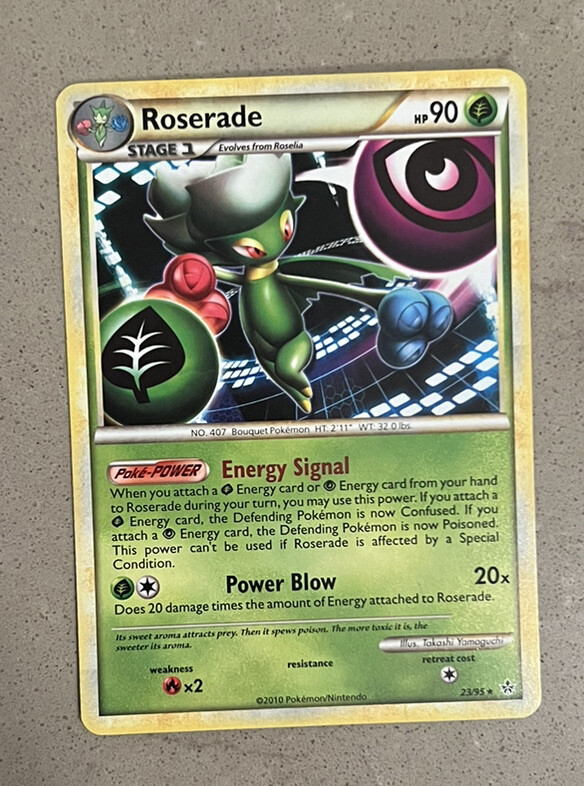 Roserade
HP 90
STAGE 1
Evolves from Roselia
NO. 407 Bouquet Pokémon HT: 2'11" WT: 32.0 lbs.
Poké-POWER Energy Signal
When you attach a Energy card or Energy card from your hand
to Roserade during your turn, you may use this power. If you attach a
Energy card, the Defending Pokémon is now Confused. If you
attach a Energy card, the Defending Pokémon is now Poisoned.
This power can't be used if Roserade is affected by a Special
Condition.
Power Blow 20x
Does 20 damage times the amount of Energy attached to Roserade.
Its sweet aroma attracts prey. Then it spews poison. The more toxic it is, the
sweeter its aroma.
Illus. Takashi Yamaguchi
weakness
resistance
retreat cost
×2
©2010 Pokémon/Nintendo
23/95 ★